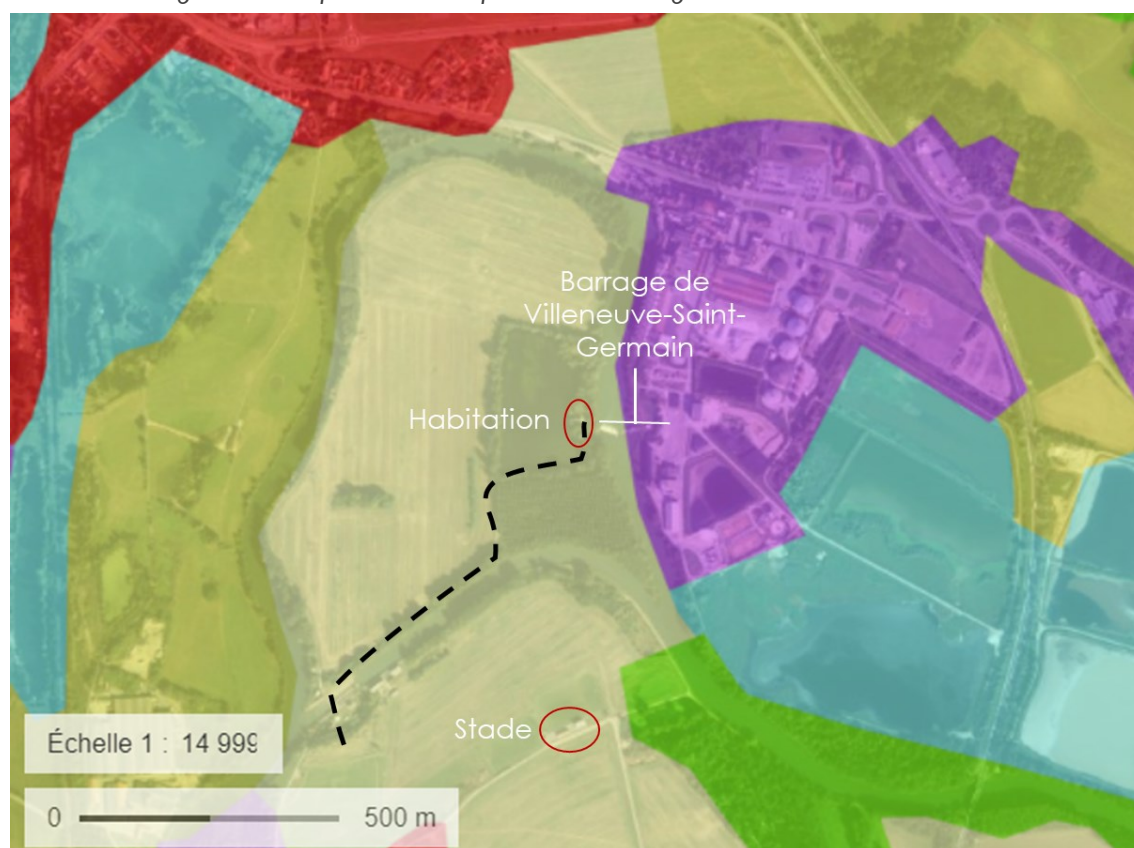 Barrage de
Villeneuve-Saint-
Germain
Habitation
Stade
Échelle 1 : 14 999
0 500 m